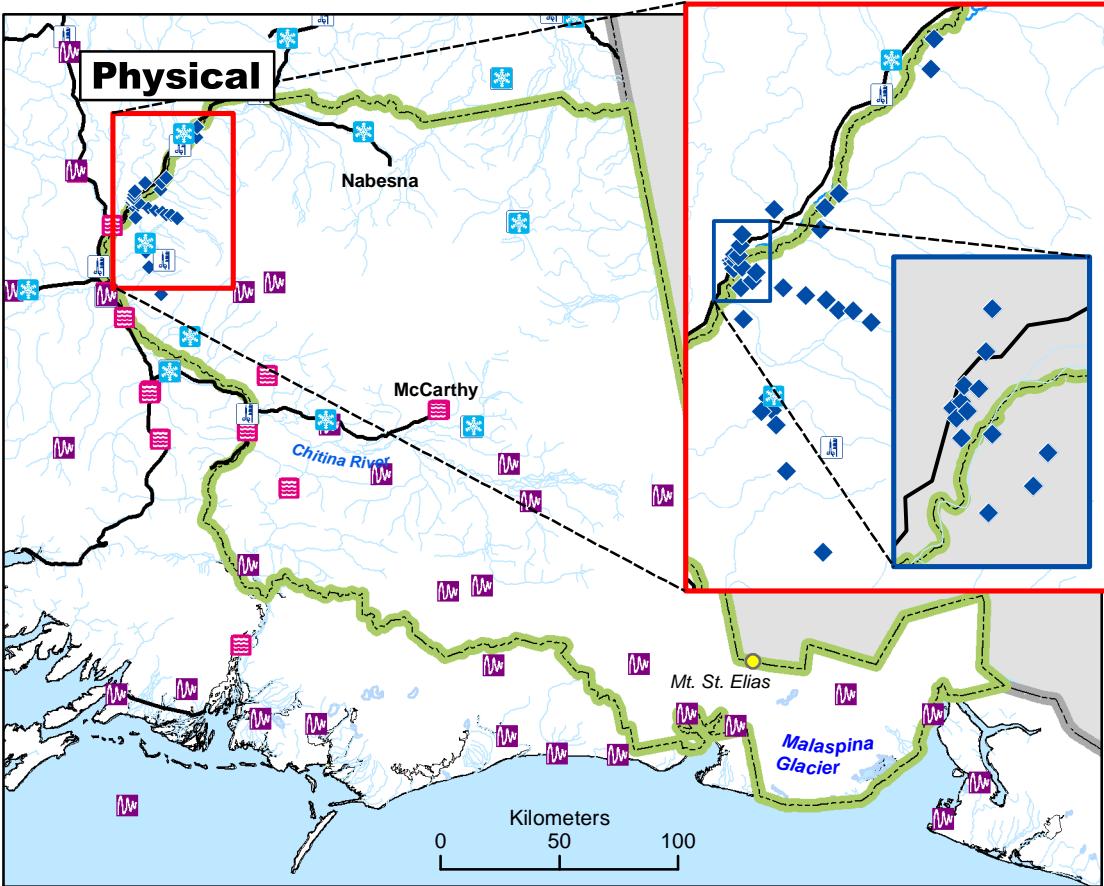 Physical
Nabesna
McCarthy
Chitina River
Mt. St. Elias
Malaspina
Glacier
Kilometers
0 50 100